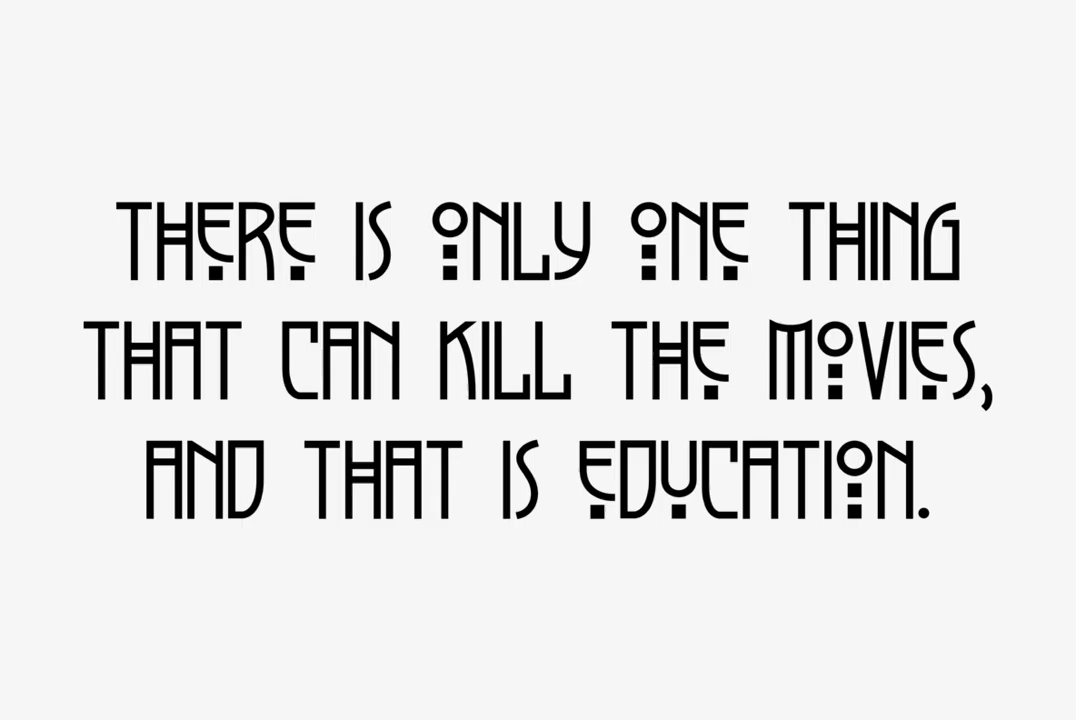 THERE IS ONLY ONE THING
THAT CAN KILL THE MOVIES,
AND THAT IS EDUCATION.